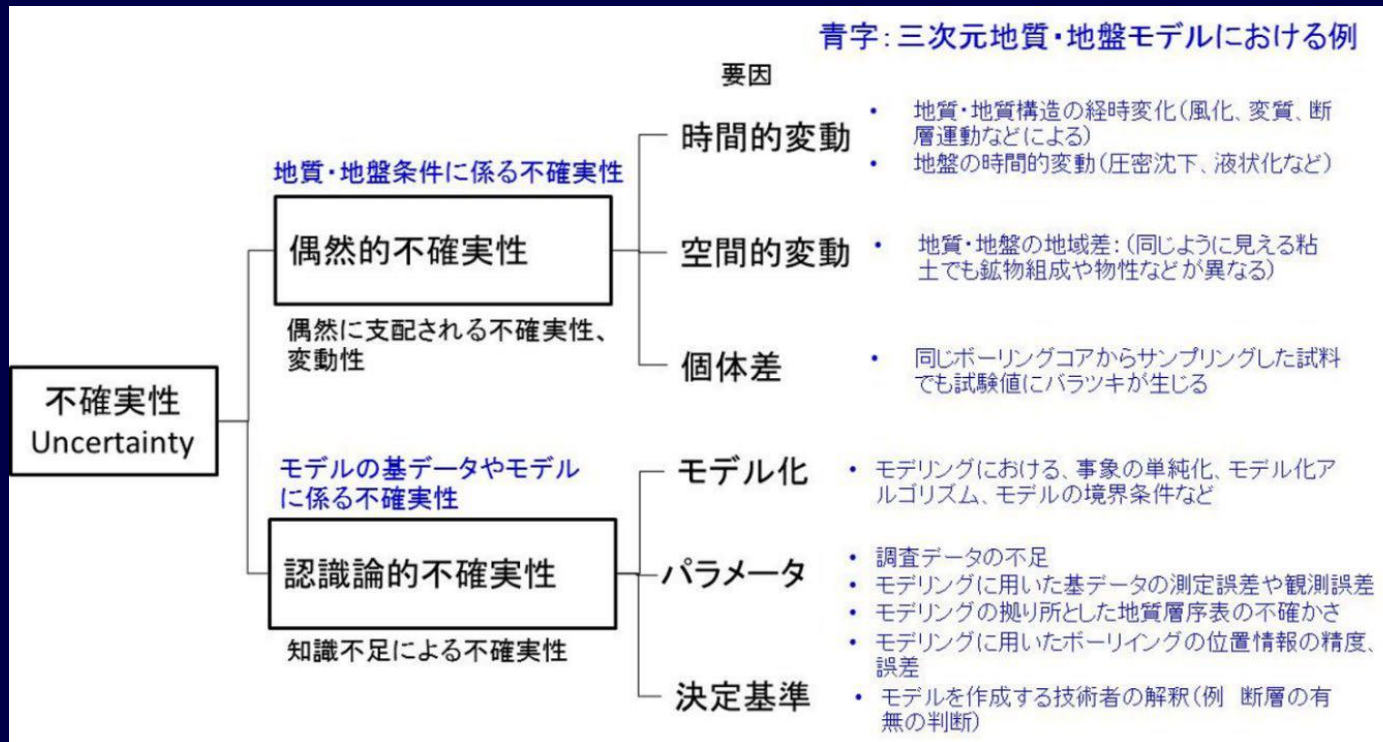 青字：三次元地質・地盤モデルにおける例
要因
不確実性
Uncertainty
地質・地盤条件に係る不確実性
偶然的不確実性
偶然に支配される不確実性、
変動性
時間的変動
• 地質・地質構造の経時変化（風化、変質、断
層運動などによる）
• 地盤の時間的変動（圧密沈下、液状化など）
空間的変動
• 地質・地盤の地域差：（同じように見える粘
土でも鉱物組成や物性などが異なる）
個体差
• 同じボーリングコアからサンプリングした試料
でも試験値にバラツキが生じる
モデルの基データやモデル
に係る不確実性
認識論的不確実性
知識不足による不確実性
モデル化
• モデリングにおける、事象の単純化、モデル化ア
ルゴリズム、モデルの境界条件など
パラメータ
• 調査データの不足
• モデリングに用いた基データの測定誤差や観測誤差
• モデリングの拠り所とした地質層序表の不確かさ
• モデリングに用いたボーリイングの位置情報の精度、
誤差
決定基準
• モデルを作成する技術者の解釈（例　断層の有
無の判断）